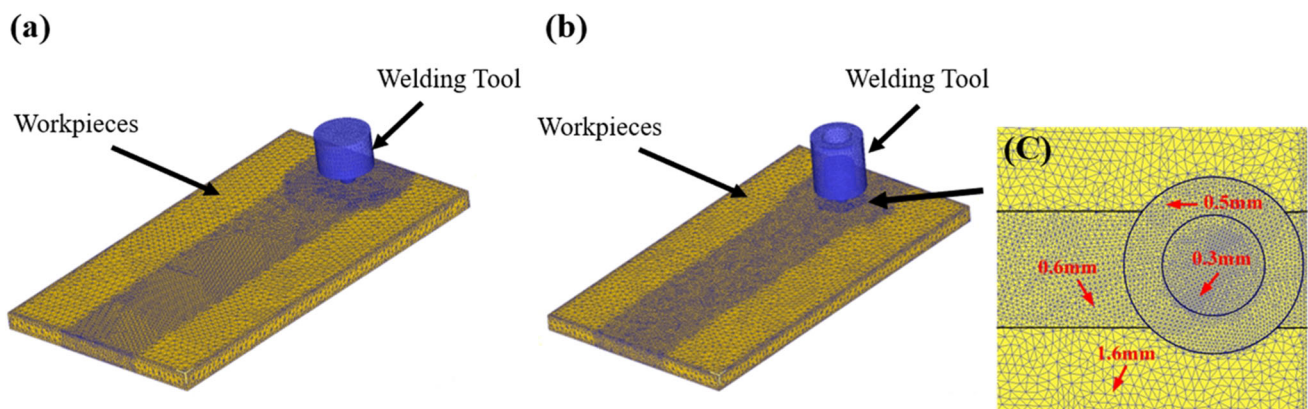 (a)
Welding Tool
Workpieces
(b)
Welding Tool
Workpieces
(C)
0.5mm
0.3mm
0.6mm
1.6mm